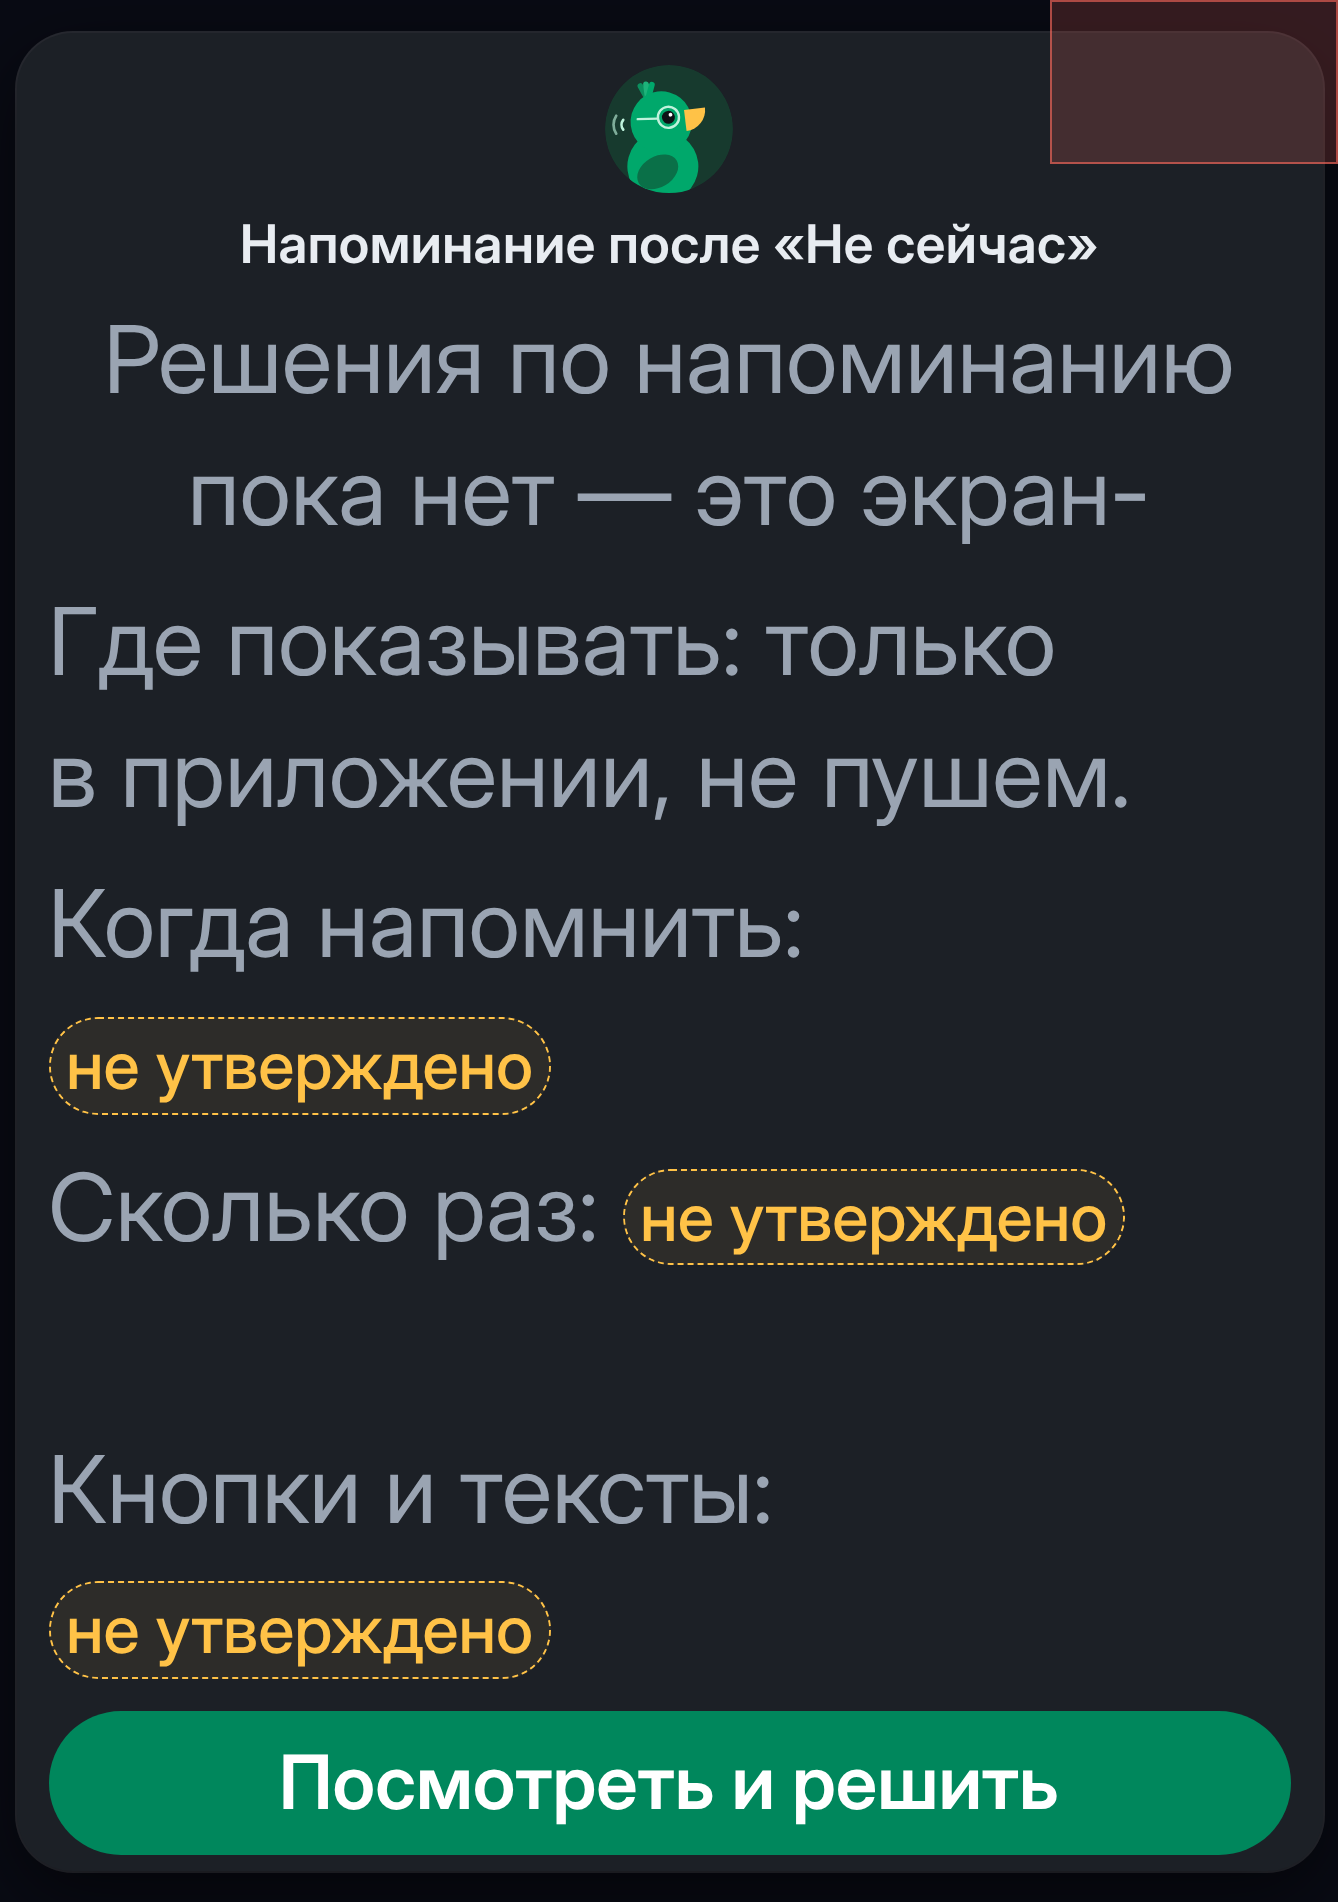 Напоминание после «Не сейчас»
Решения по напоминанию
пока нет — это экран-
Где показывать: только
в приложении, не пушем.
Когда напомнить:
не утверждено
Сколько раз: не утверждено
Кнопки и тексты:
не утверждено
Посмотреть и решить